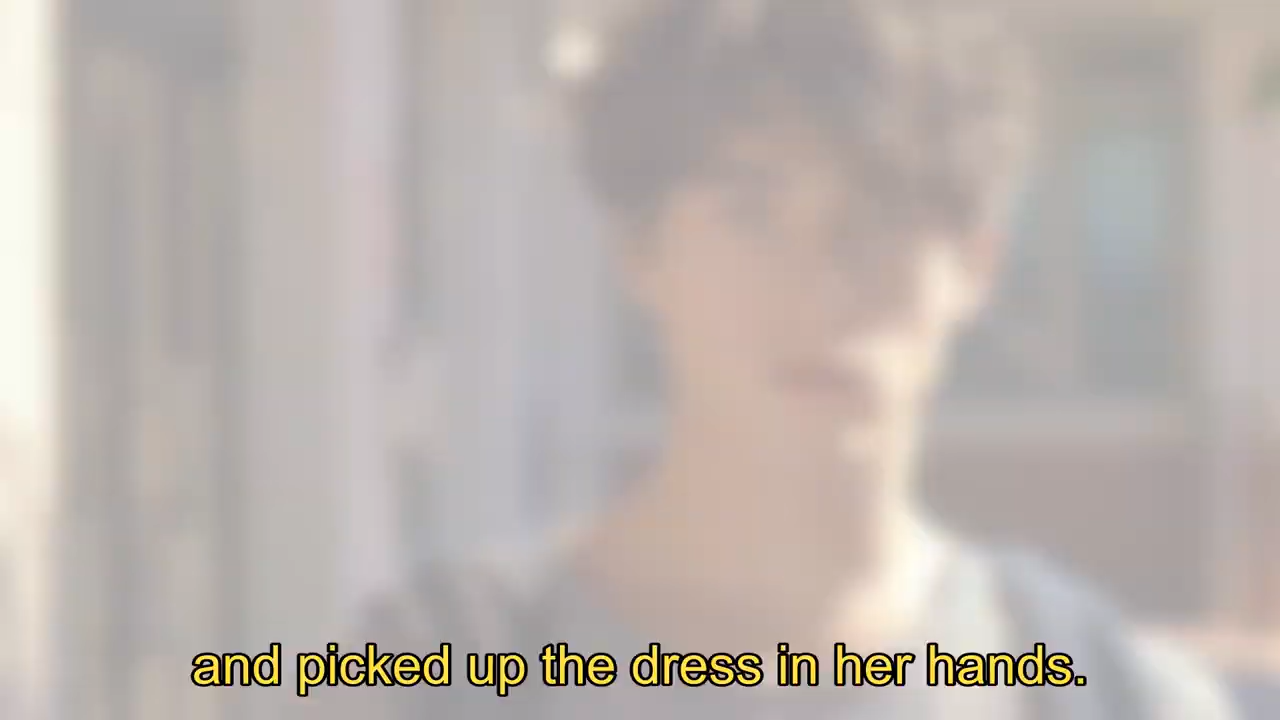 and picked up the dress in her hands.